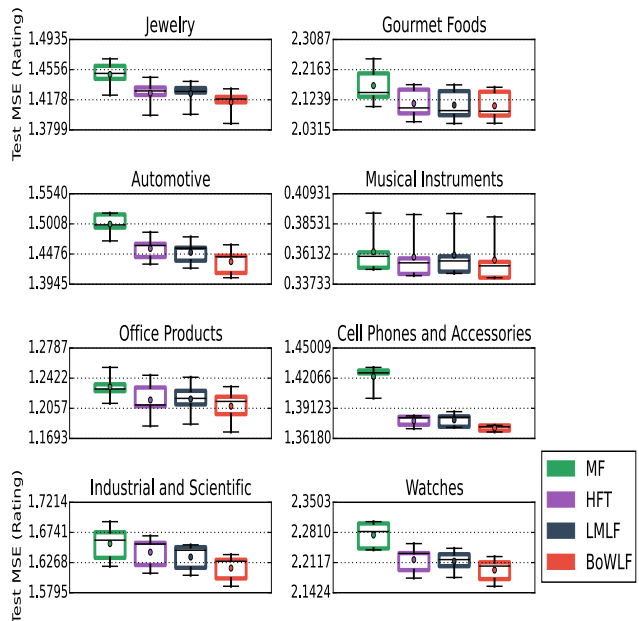 Jewelry
Gourmet Foods
Test MSE (Rating)
1.4935
1.4556
1.4178
1.3799
2.3087
2.2163
2.1239
2.0315
Automotive
Musical Instruments
1.5540
1.5008
1.4476
1.3945
0.40931
0.38531
0.36132
0.33733
Office Products
Cell Phones and Accessories
1.2787
1.2422
1.2057
1.1693
1.45009
1.42066
1.39123
1.36180
Industrial and Scientific
Watches
Test MSE (Rating)
1.7214
1.6741
1.6268
1.5795
2.3503
2.2810
2.2117
2.1424
MF
HFT
LMLF
BoWLF